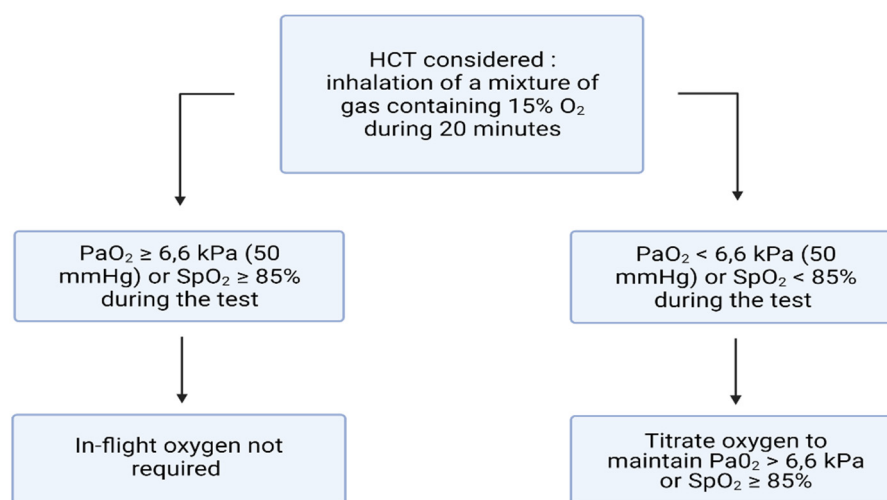 HCT considered :
inhalation of a mixture of
gas containing 15% O₂
during 20 minutes
PaO₂ ≥ 6,6 kPa (50
mmHg) or SpO₂ ≥ 85%
during the test
PaO₂ < 6,6 kPa (50
mmHg) or SpO₂ < 85%
during the test
In-flight oxygen not
required
Titrate oxygen to
maintain Pa0₂ > 6,6 kPa
or SpO₂ ≥ 85%